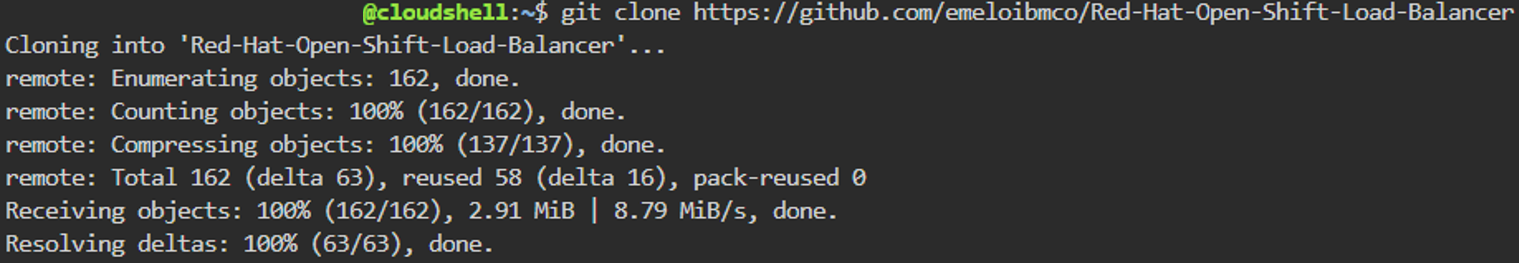 @cloudshell:~$ git clone https://github.com/emeloibmco/Red-Hat-Open-Shift-Load-Balancer
Cloning into 'Red-Hat-Open-Shift-Load-Balancer'...
remote: Enumerating objects: 162, done.
remote: Counting objects: 100% (162/162), done.
remote: Compressing objects: 100% (137/137), done.
remote: Total 162 (delta 63), reused 58 (delta 16), pack-reused 0
Receiving objects: 100% (162/162), 2.91 MiB | 8.79 MiB/s, done.
Resolving deltas: 100% (63/63), done.